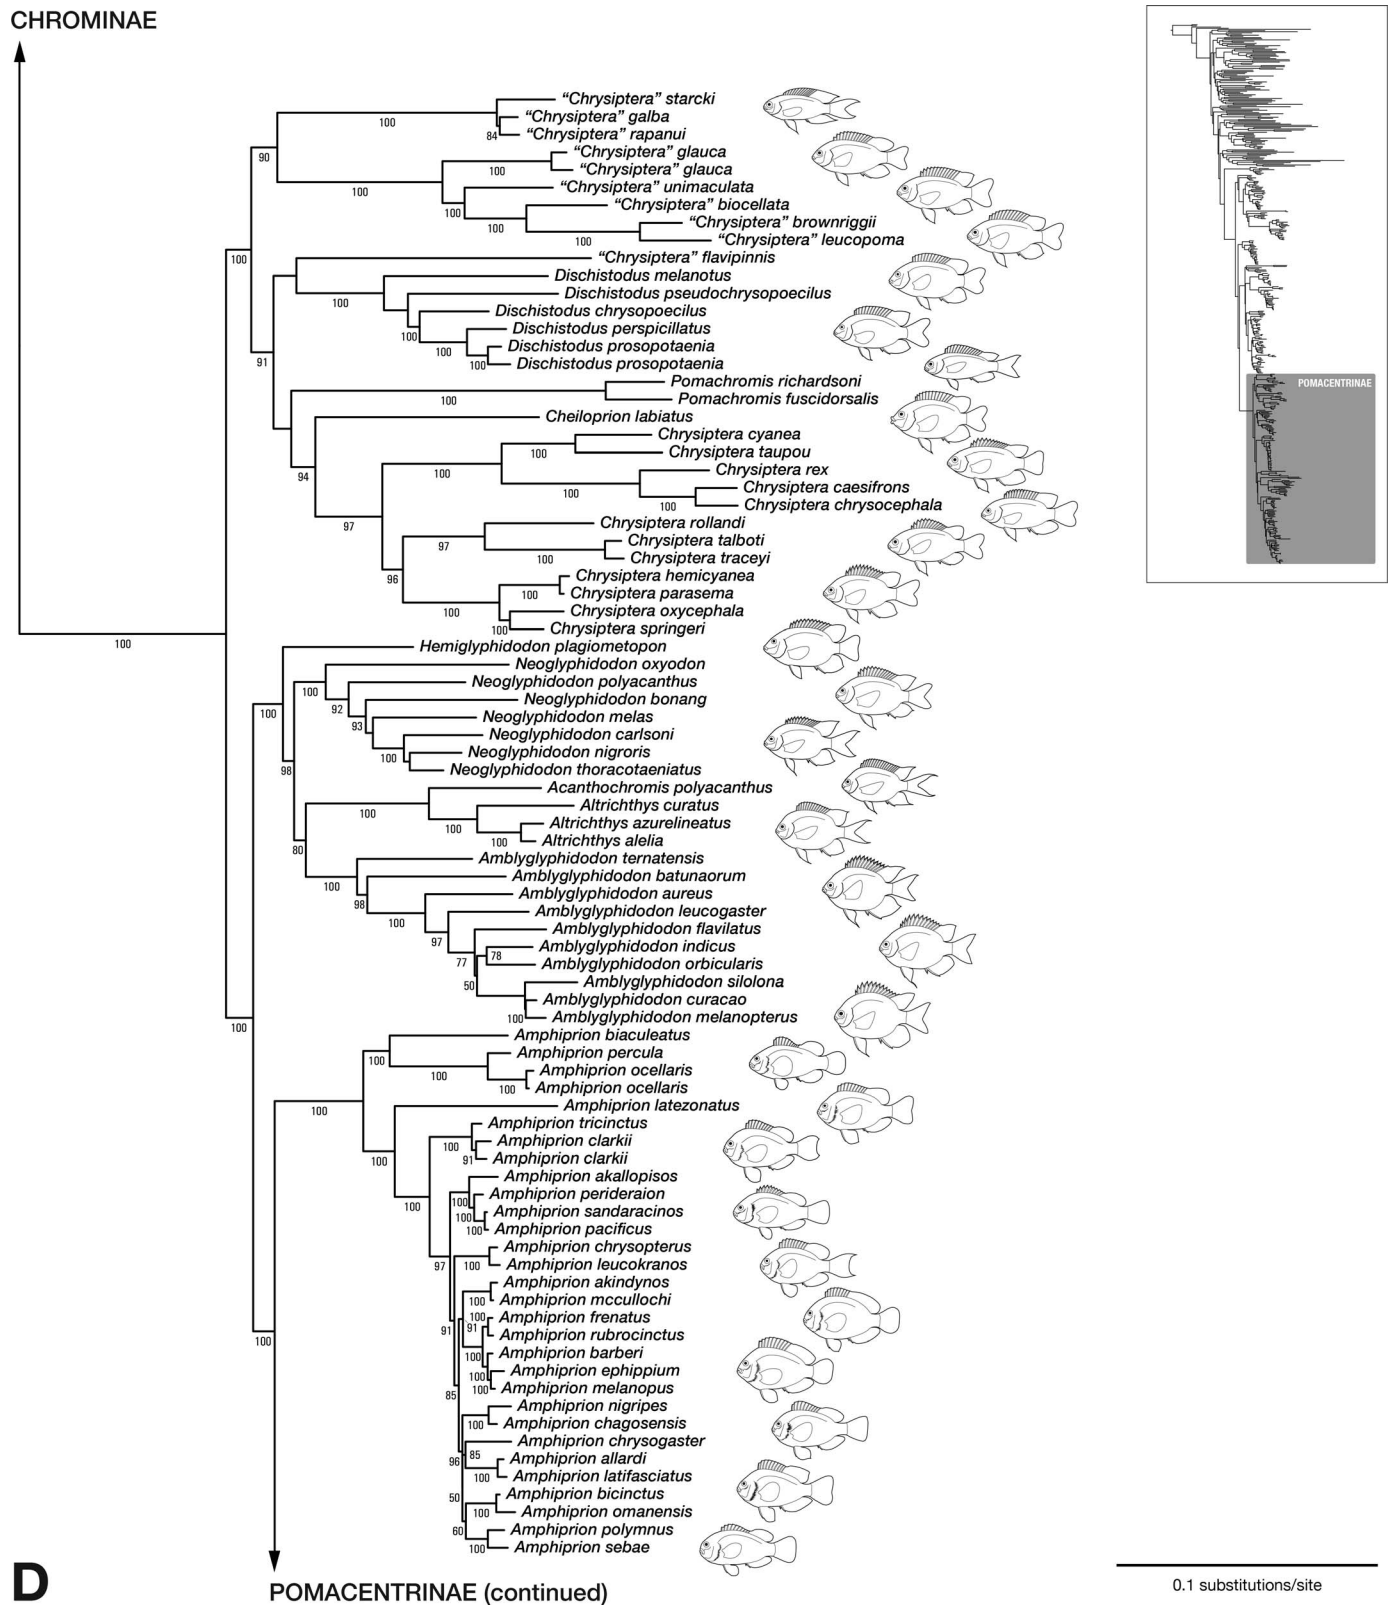 CHROMINAE
POMACENTRINAE
“Chrysiptera” starcki
100
“Chrysiptera” galba
84
“Chrysiptera” rapanui
90
“Chrysiptera” glauca
100
“Chrysiptera” glauca
100
“Chrysiptera” unimaculata
100
“Chrysiptera” biocellata
100
“Chrysiptera” brownriggii
100
“Chrysiptera” leucopoma
100
“Chrysiptera” flavipinnis
Dischistodus melanotus
100
Dischistodus pseudochrysopoecilus
Dischistodus chrysopoecilus
100
Dischistodus perspicillatus
100
Dischistodus prosopotaenia
91
100
Dischistodus prosopotaenia
Pomachromis richardsoni
100
Pomachromis fuscidorsalis
Cheiloprion labiatus
Chrysiptera cyanea
100
Chrysiptera taupou
94
100
Chrysiptera rex
100
Chrysiptera caesifrons
100
Chrysiptera chrysocephala
97
Chrysiptera rollandi
97
Chrysiptera talboti
100
Chrysiptera traceyi
96
Chrysiptera hemicyanea
100
Chrysiptera parasema
100
Chrysiptera oxycephala
100
Chrysiptera springeri
100
Hemiglyphidodon plagiometopon
Neoglyphidodon oxyodon
100
Neoglyphidodon polyacanthus
100
92
Neoglyphidodon bonang
93
Neoglyphidodon melas
Neoglyphidodon carlsoni
100
Neoglyphidodon nigroris
98
Neoglyphidodon thoracotaeniatus
Acanthochromis polyacanthus
100
Altrichthys curatus
100
Altrichthys azurelineatus
100
Altrichthys alelia
80
Amblyglyphidodon ternatensis
100
Amblyglyphidodon batunaorum
98
Amblyglyphidodon aureus
100
Amblyglyphidodon leucogaster
97
Amblyglyphidodon flavilatus
77
78
Amblyglyphidodon indicus
Amblyglyphidodon orbicularis
50
Amblyglyphidodon silolona
Amblyglyphidodon curacao
100
Amblyglyphidodon melanopterus
100
Amphiprion biaculeatus
100
Amphiprion percula
100
Amphiprion ocellaris
100
Amphiprion ocellaris
100
Amphiprion latezonatus
Amphiprion tricinctus
100
Amphiprion clarkii
100
91
Amphiprion clarkii
Amphiprion akallopisos
100
Amphiprion perideraion
100
100
Amphiprion sandaracinos
100
Amphiprion pacificus
Amphiprion chrysopterus
97
100
Amphiprion leucokranos
Amphiprion akindynos
100
Amphiprion mccullochi
100
Amphiprion frenatus
91
91
Amphiprion rubrocinctus
100
100
Amphiprion barberi
100
Amphiprion ephippium
85
100
Amphiprion melanopus
Amphiprion nigripes
100
Amphiprion chagosensis
Amphiprion chrysogaster
96
85
Amphiprion allardi
100
Amphiprion latifasciatus
50
Amphiprion bicinctus
100
Amphiprion omanensis
60
Amphiprion polymnus
100
Amphiprion sebae
D
POMACENTRINAE (continued)
0.1 substitutions/site